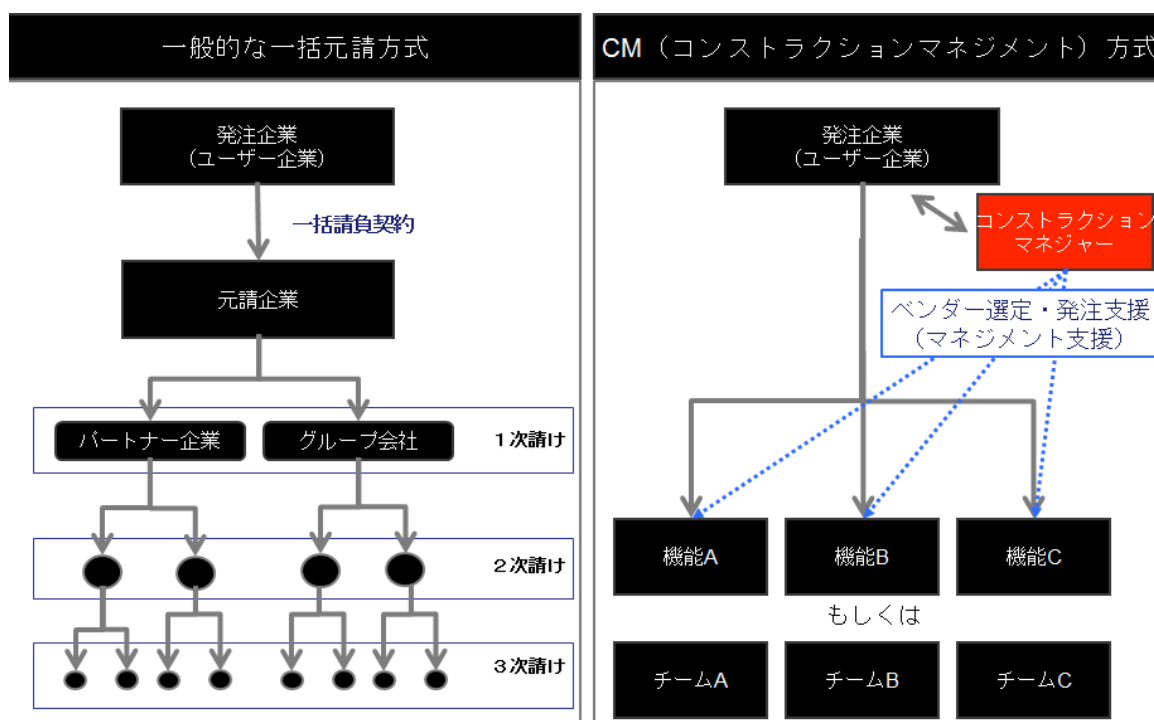 一般的な一括元請方式
発注企業
(ユーザー企業)
一括請負契約
元請企業
パートナー企業
グループ会社
1次請け
2次請け
3次請け
CM（コンストラクションマネジメント）方式
発注企業
(ユーザー企業)
コンストラクション
マネジャー
ベンダー選定・発注支援
（マネジメント支援）
機能A
機能B
機能C
もしくは
チームA
チームB
チームC